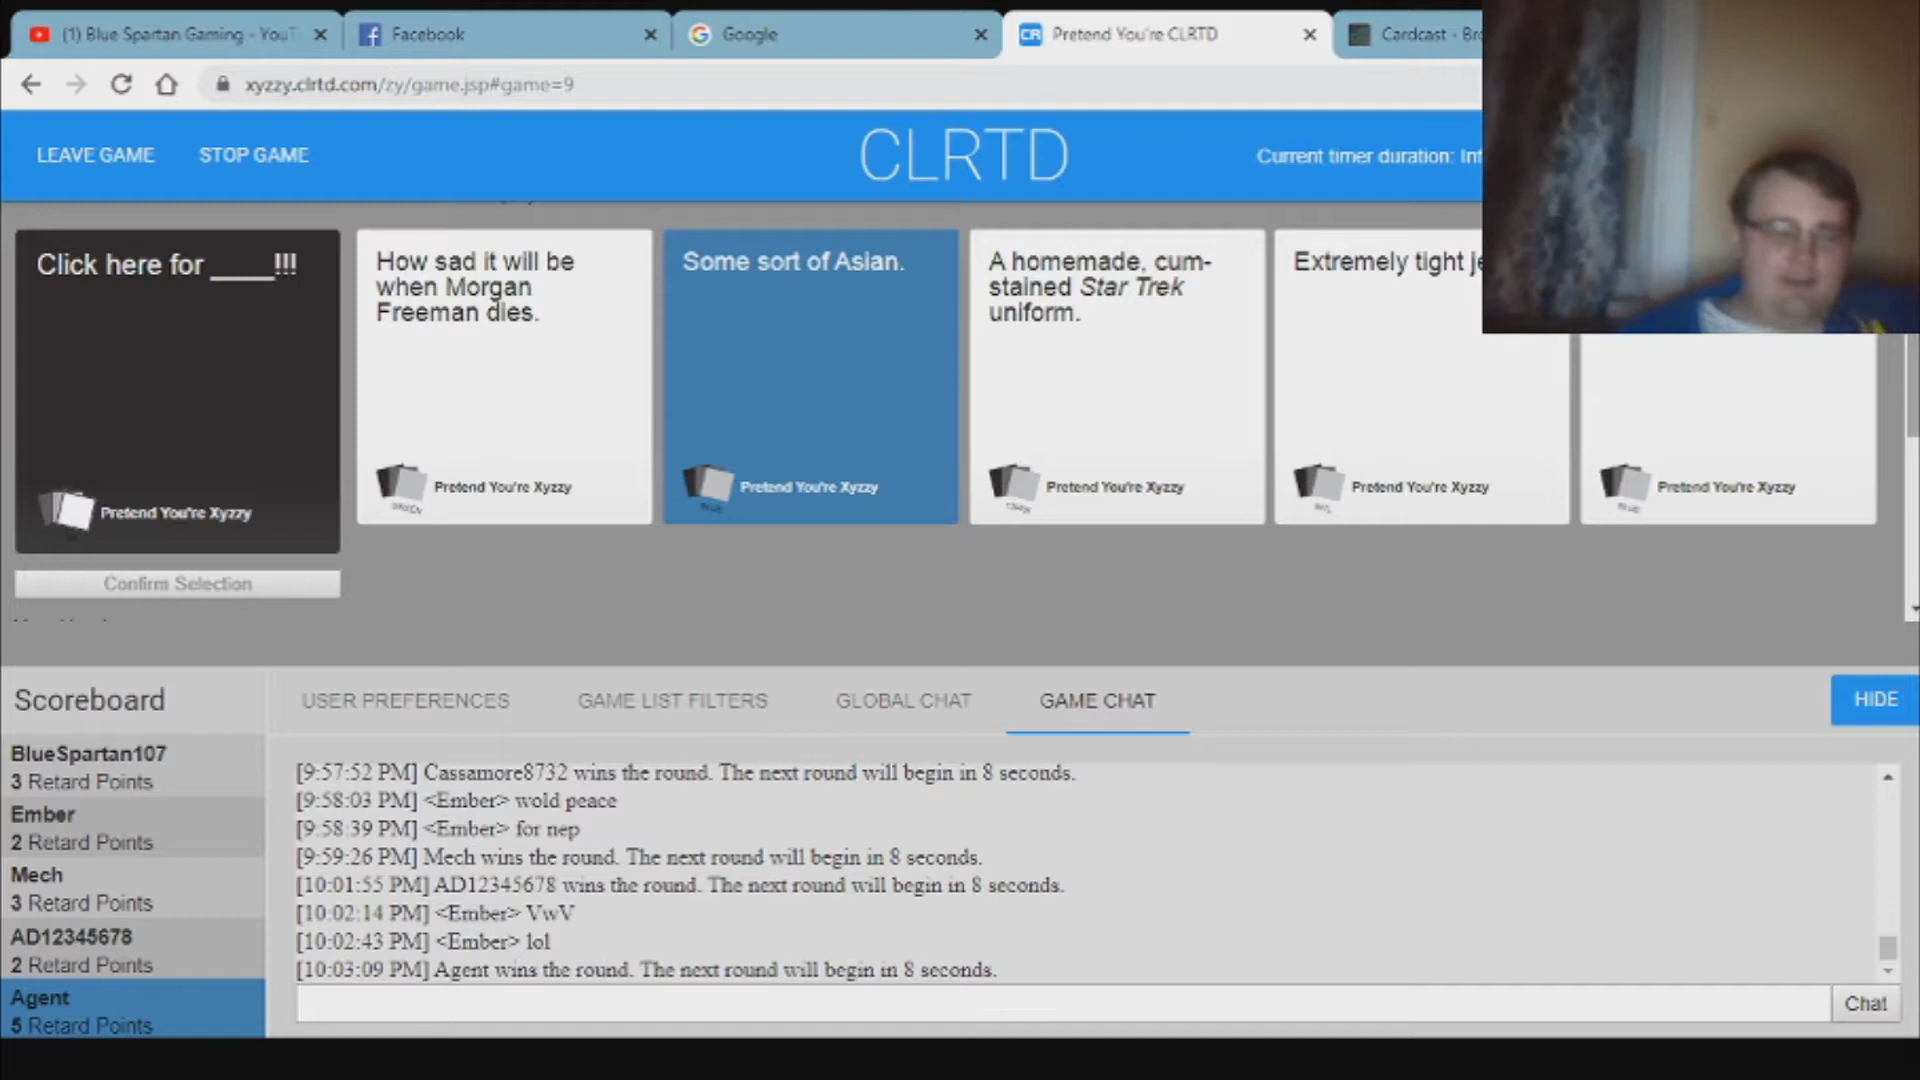 (1) Blue Spartan Gaming - YouT
Facebook
Google
Pretend You're CLRTD
Cardcast - Bro
xyzzy.clrtd.com/zy/game.jsp#game=9
LEAVE GAME
STOP GAME
CLRTD
Current timer duration: Inf
Click here for ____!!!
Pretend You're Xyzzy
How sad it will be
when Morgan
Freeman dies.
Pretend You're Xyzzy
Some sort of Asian.
Pretend You're Xyzzy
A homemade, cum-
stained Star Trek
uniform.
Pretend You're Xyzzy
Extremely tight je
Pretend You're Xyzzy
Pretend You're Xyzzy
Confirm Selection
Scoreboard
USER PREFERENCES
GAME LIST FILTERS
GLOBAL CHAT
GAME CHAT
HIDE
BlueSpartan107
3 Retard Points
Ember
2 Retard Points
Mech
3 Retard Points
AD12345678
2 Retard Points
Agent
5 Retard Points
[9:57:52 PM] Cassamore8732 wins the round. The next round will begin in 8 seconds.
[9:58:03 PM] <Ember> wold peace
[9:58:39 PM] <Ember> for nep
[9:59:26 PM] Mech wins the round. The next round will begin in 8 seconds.
[10:01:55 PM] AD12345678 wins the round. The next round will begin in 8 seconds.
[10:02:14 PM] <Ember> VwV
[10:02:43 PM] <Ember> lol
[10:03:09 PM] Agent wins the round. The next round will begin in 8 seconds.
Chat